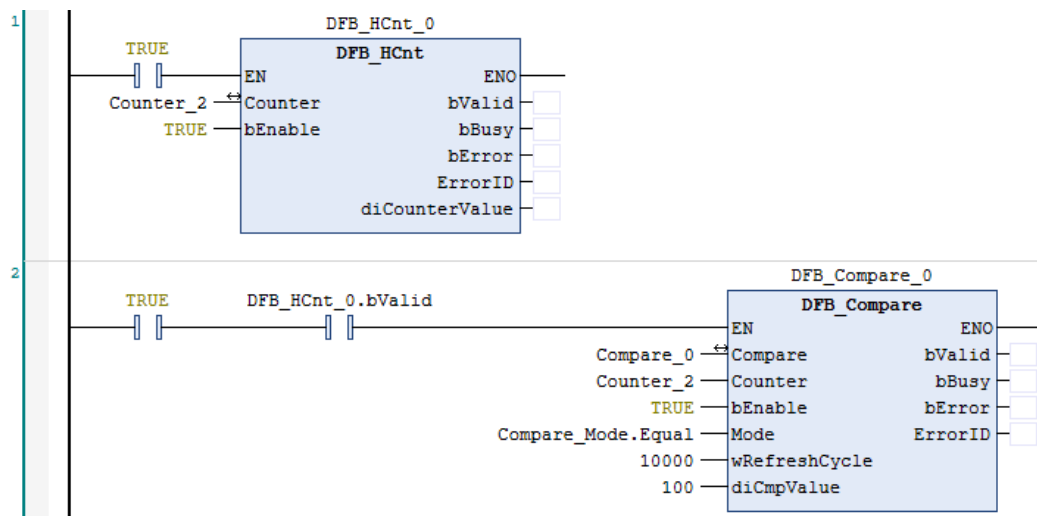 1
DFB_HCnt_0
TRUE
DFB_HCnt
EN ENO
Counter_2 Counter bValid
TRUE bEnable bBusy
bError
ErrorID
diCounterValue
2
DFB_Compare_0
TRUE DFB_HCnt_0.bValid
DFB_Compare
EN ENO
Compare_0 Compare bValid
Counter_2 Counter bBusy
TRUE bEnable bError
Compare_Mode.Equal Mode ErrorID
10000 wRefreshCycle
100 diCmpValue